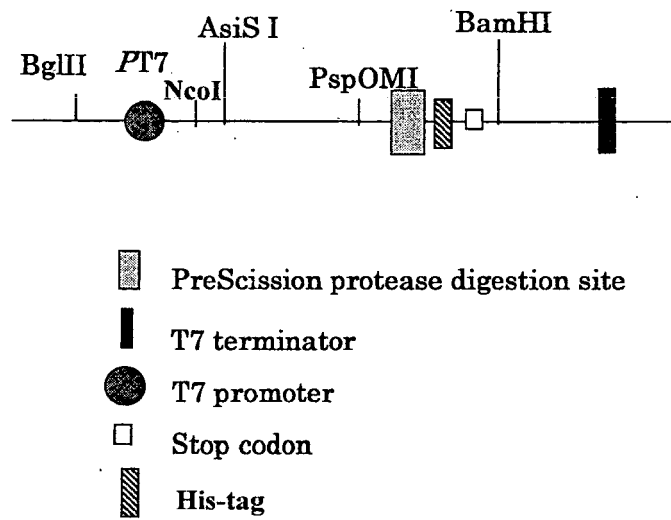 AsiS I
BamHI
BglII
PT7
NcoI
PspOMI
PreScission protease digestion site
T7 terminator
T7 promoter
Stop codon
His-tag